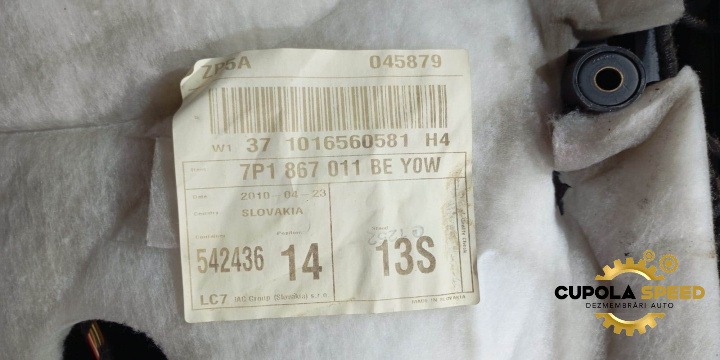 ZP5A 045879
W1 37 1016560581 H4
7P1 867 011 BE Y0W
Date 2010-04-23
Country SLOVAKIA
542436 14 13S
LC7 IAC Group (Slovakia) s.r.o.
MADE IN SLOVAKIA
CUPOLA SPEED
DEZMEMBRĂRI AUTO